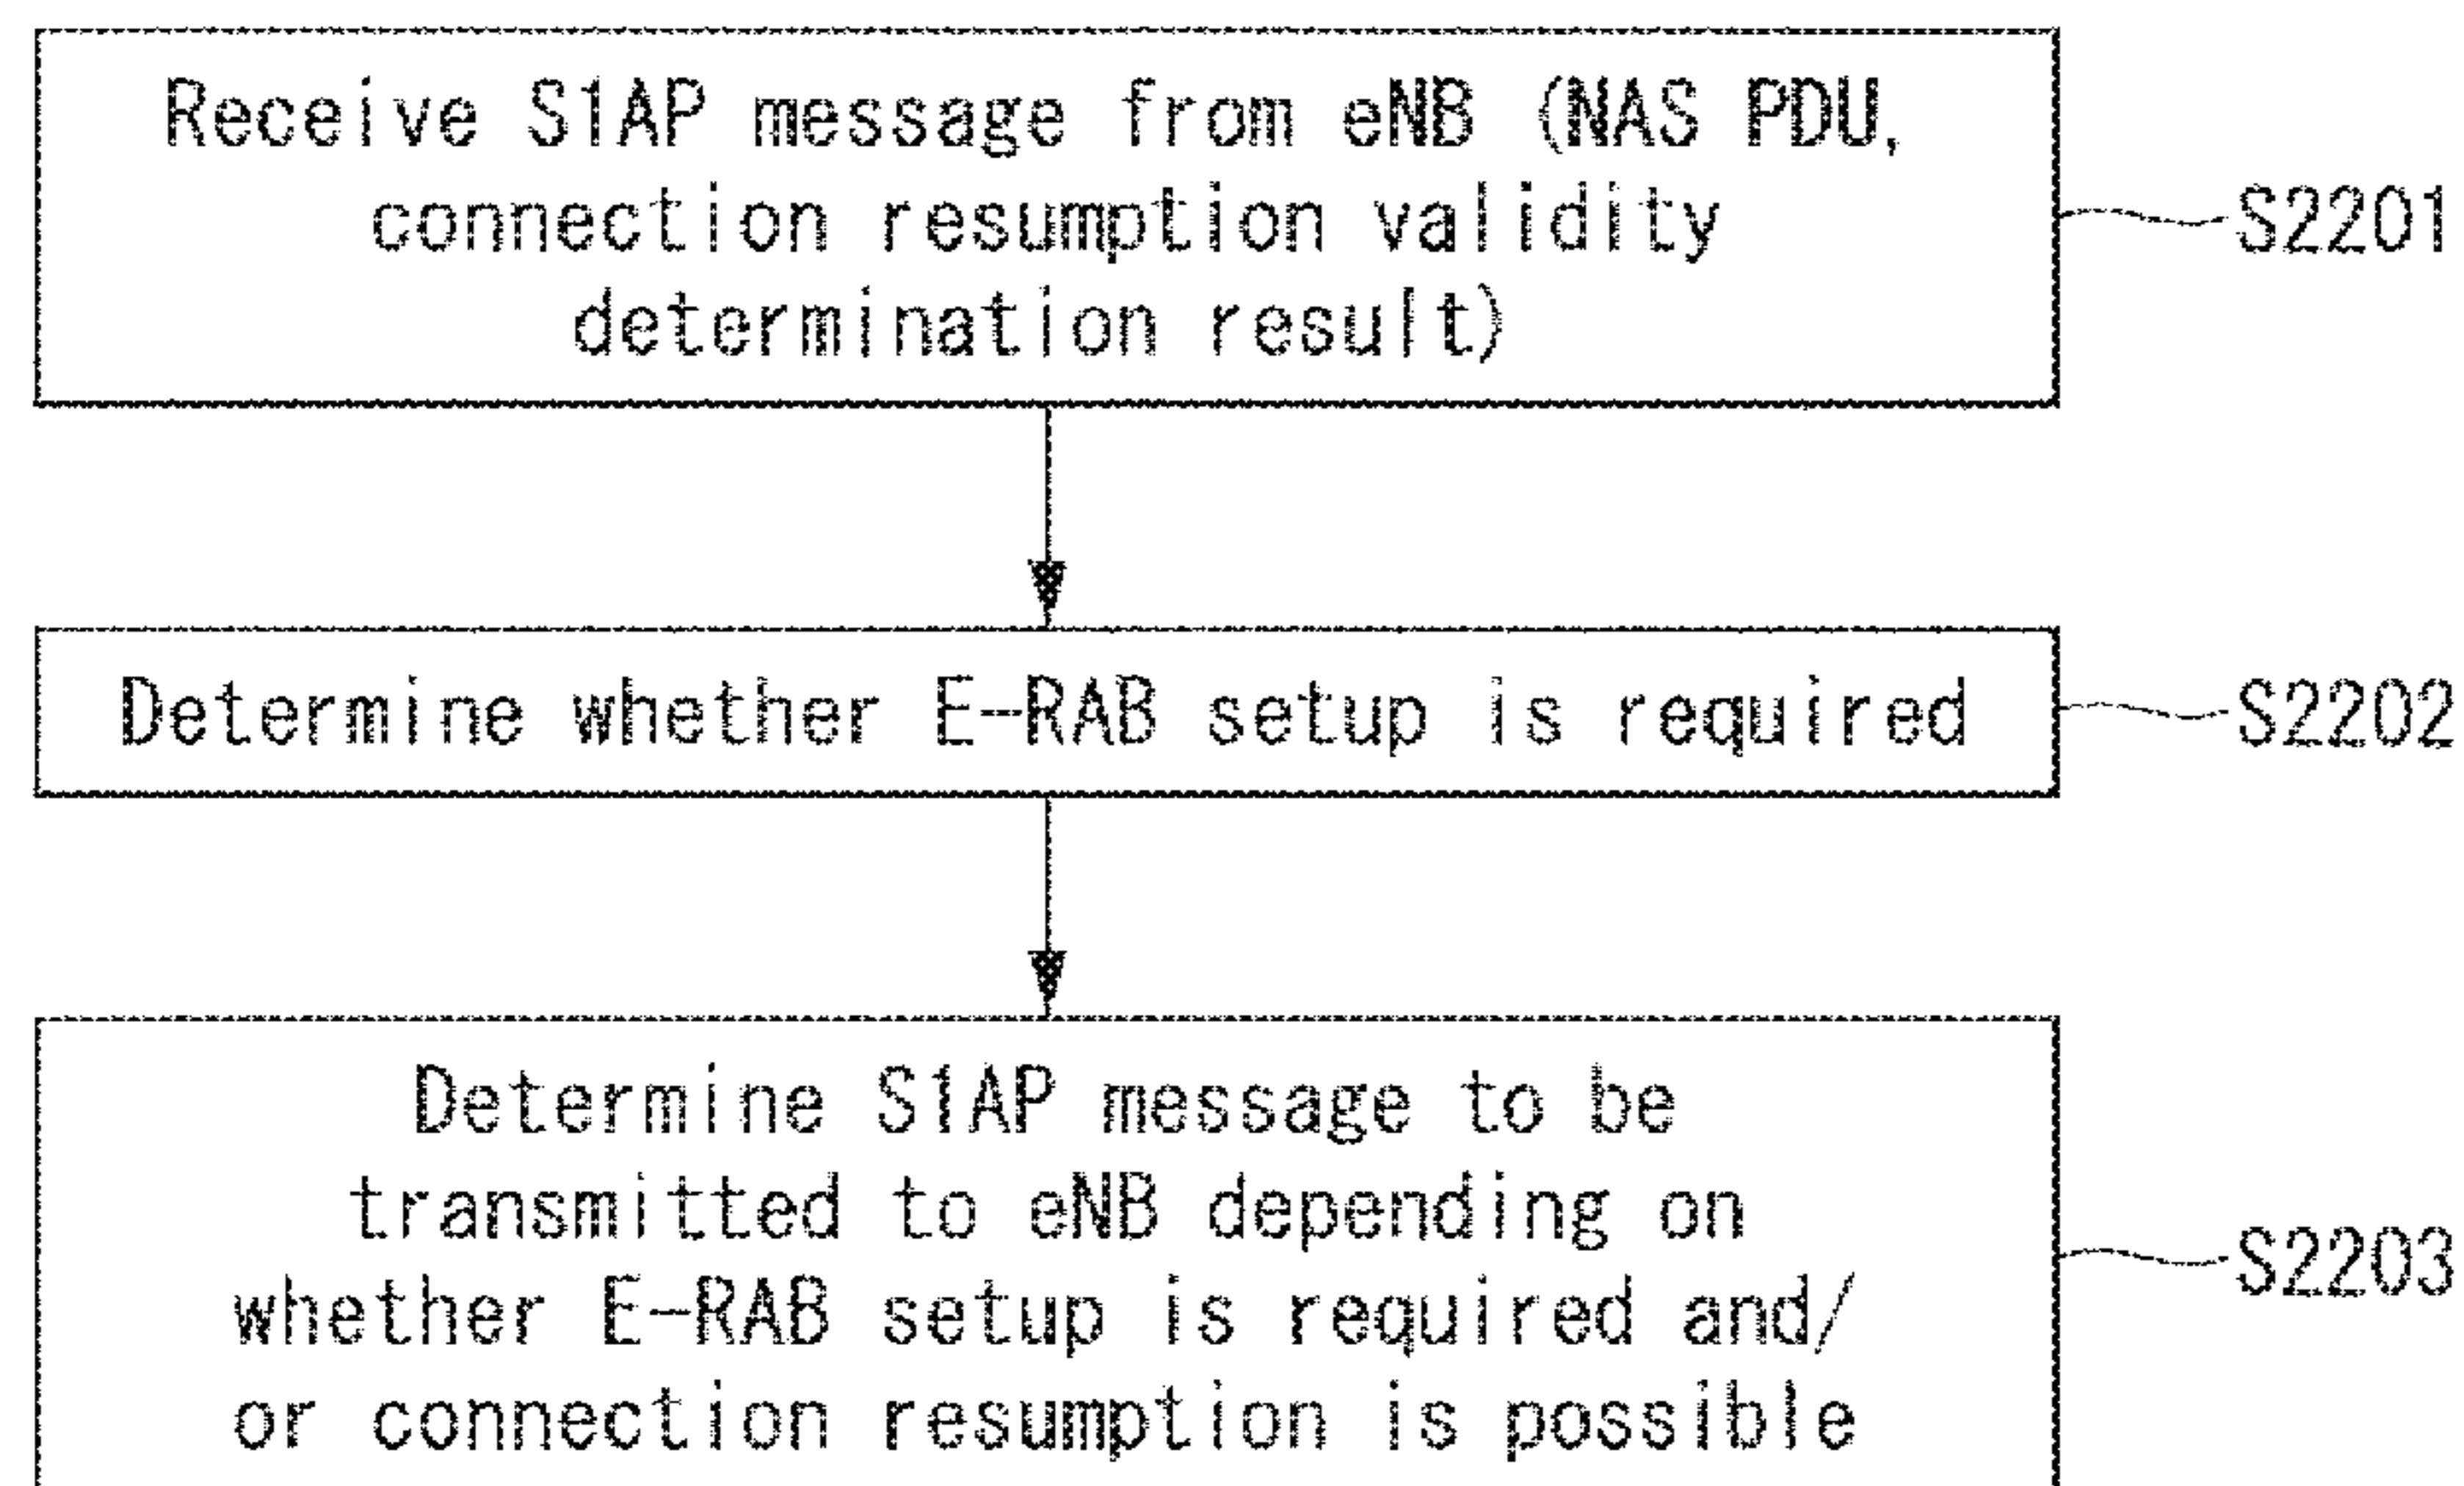 Receive S1AP message from eNB (NAS PDU,
connection resumption validity
determination result)
S2201
Determine whether E-RAB setup is required
S2202
Determine S1AP message to be
transmitted to eNB depending on
whether E-RAB setup is required and/
or connection resumption is possible
S2203